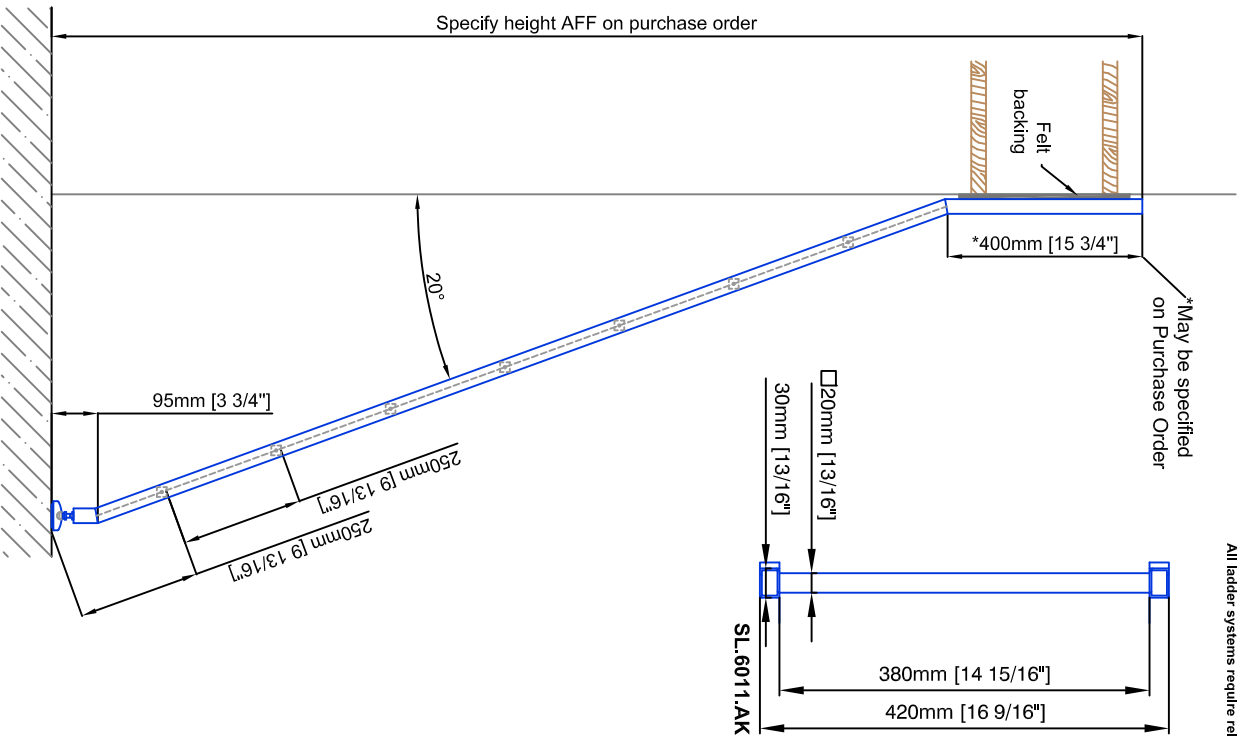 Specify height AFF on purchase order
Felt
backing
*400mm [15 3/4"]
*May be specified
on Purchase Order
20°
95mm [3 3/4"]
250mm [9 13/16"]
250mm [9 13/16"]
□20mm [13/16"]
30mm [13/16"]
380mm [14 15/16"]
420mm [16 9/16"]
SL.6011.AK
All ladder systems require